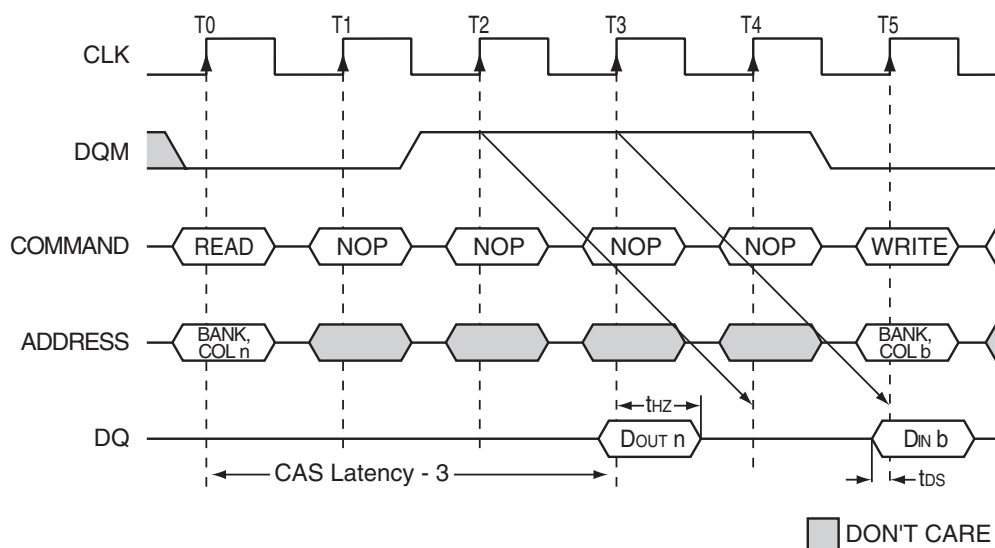 T0 T1 T2 T3 T4 T5
CLK
DQM
COMMAND READ NOP NOP NOP NOP WRITE
ADDRESS BANK, COL n BANK, COL b
tHZ
DQ DOUT n DIN b
CAS Latency - 3 tDS
DON'T CARE